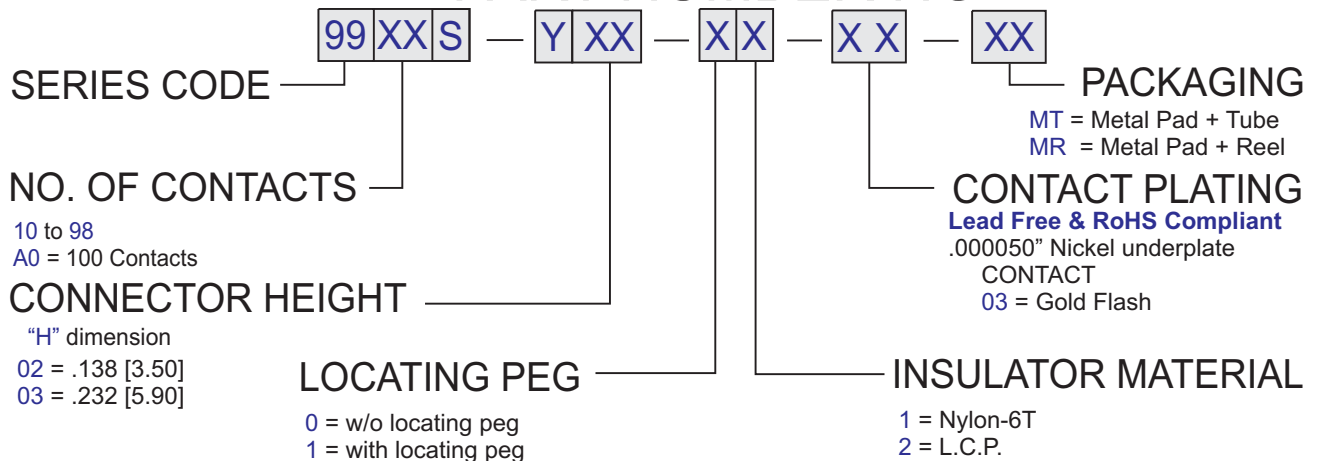 99 XX S — Y XX — X X — X X — XX
SERIES CODE
PACKAGING
MT = Metal Pad + Tube
MR = Metal Pad + Reel
NO. OF CONTACTS
10 to 98
A0 = 100 Contacts
CONTACT PLATING
Lead Free & RoHS Compliant
.000050” Nickel underplate
CONTACT
03 = Gold Flash
CONNECTOR HEIGHT
“H” dimension
02 = .138 [3.50]
03 = .232 [5.90]
LOCATING PEG
0 = w/o locating peg
1 = with locating peg
INSULATOR MATERIAL
1 = Nylon-6T
2 = L.C.P.